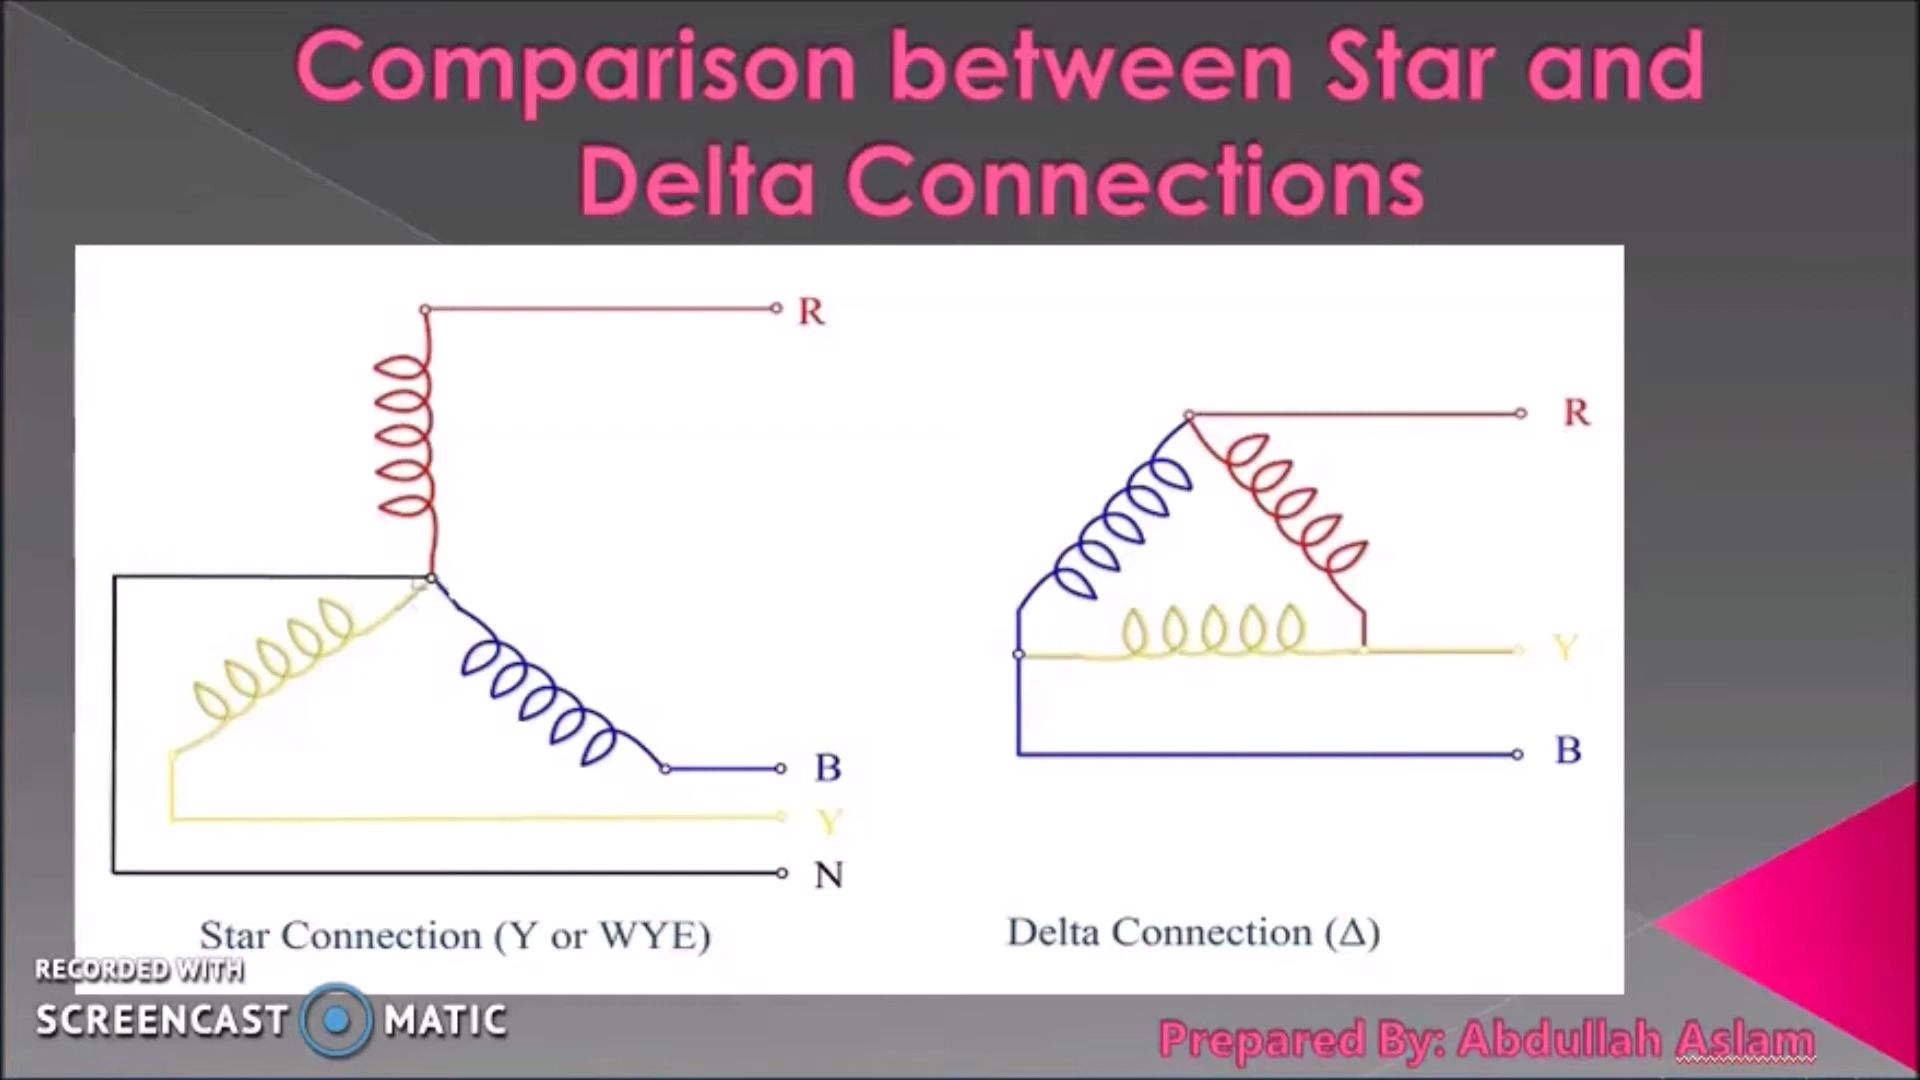 Comparison between Star and
Delta Connections
R
B
Y
N
Star Connection (Y or WYE)
R
Y
B
Delta Connection (Δ)
RECORDED WITH
SCREENCAST MATIC
Prepared By: Abdullah Aslam